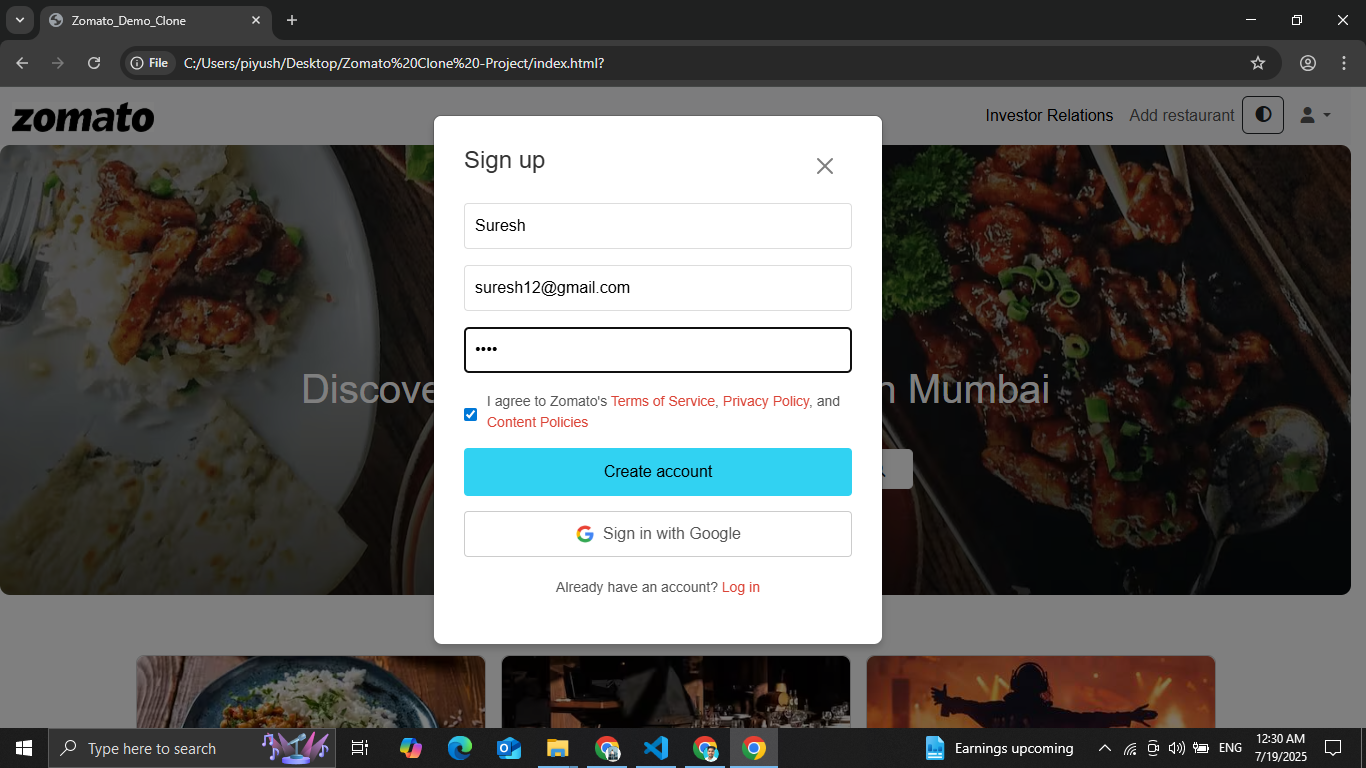 Zomato_Demo_Clone
File C:/Users/piyush/Desktop/Zomato%20Clone%20-Project/index.html?
zomato
Investor Relations Add restaurant
Sign up
Suresh
suresh12@gmail.com
••••
I agree to Zomato's Terms of Service, Privacy Policy, and
Content Policies
Discove
n Mumbai
Create account
Sign in with Google
Already have an account? Log in
Type here to search
Earnings upcoming
ENG
12:30 AM
7/19/2025